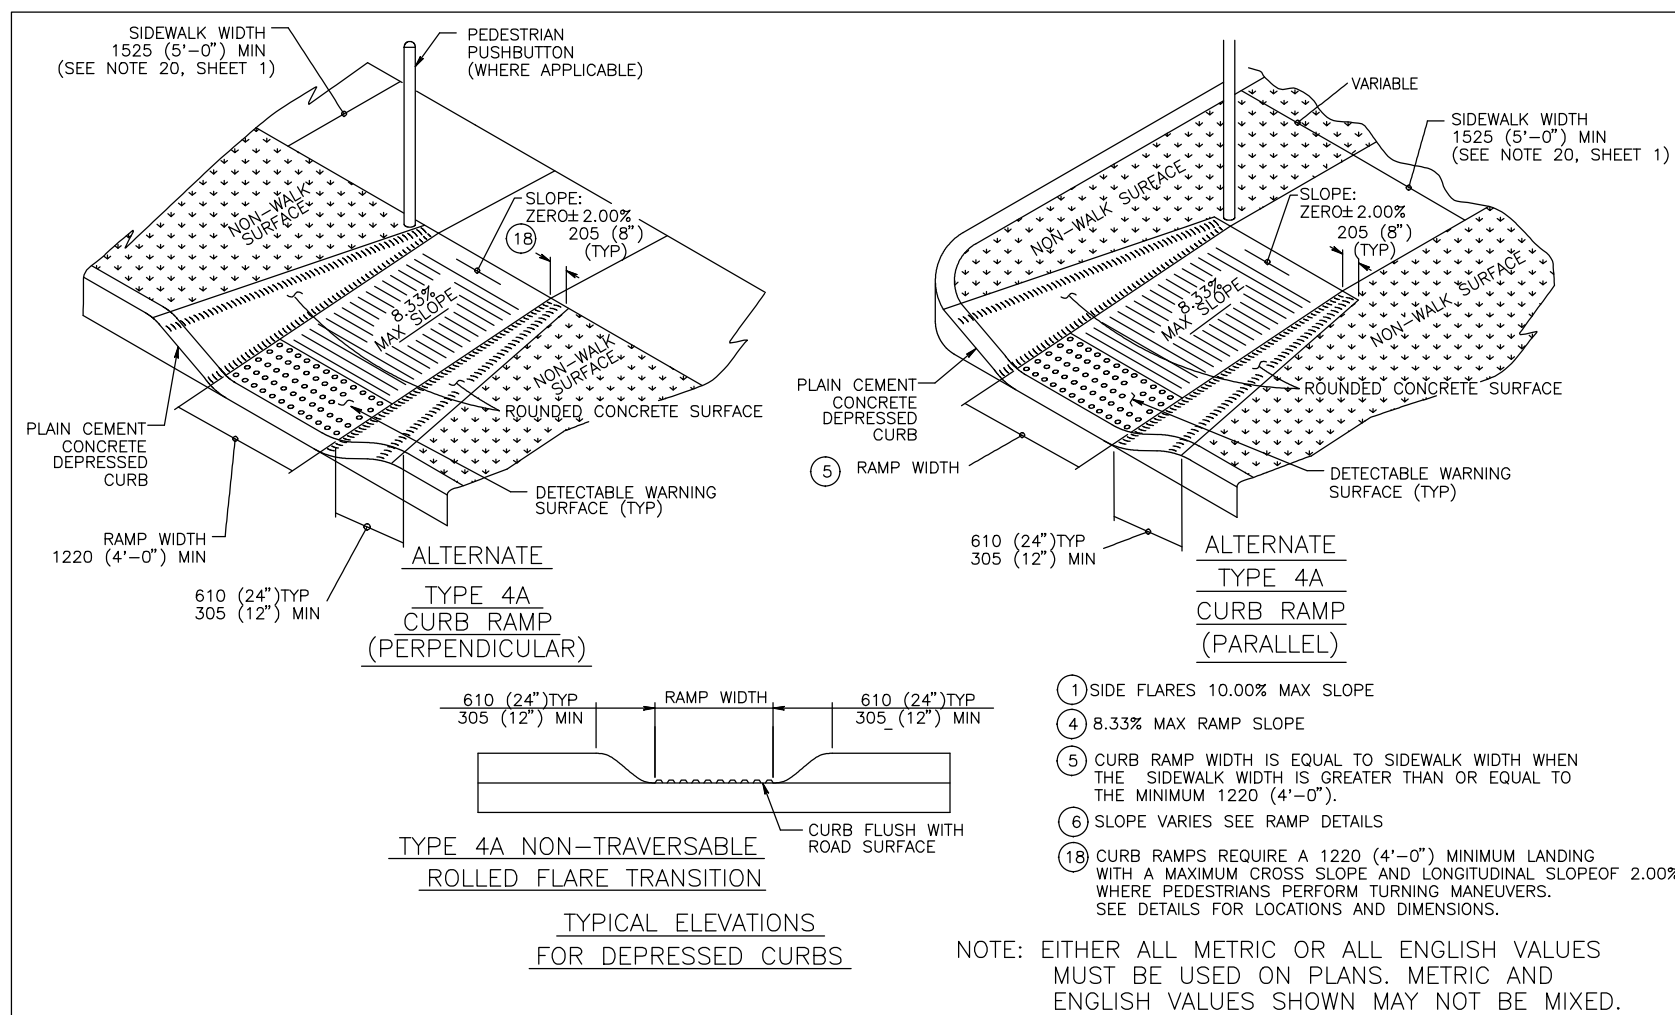 SIDEWALK WIDTH
1525 (5'-0") MIN
(SEE NOTE 20, SHEET 1)
PEDESTRIAN
PUSHBUTTON
(WHERE APPLICABLE)
NON-WALK
SURFACE
SLOPE:
ZERO±2.00%
18
205 (8")
(TYP)
8.33%
MAX SLOPE
NON-WALK
SURFACE
ROUNDED CONCRETE SURFACE
PLAIN CEMENT
CONCRETE
DEPRESSED
CURB
DETECTABLE WARNING
SURFACE (TYP)
RAMP WIDTH
1220 (4'-0") MIN
610 (24")TYP
305 (12") MIN
ALTERNATE
TYPE 4A
CURB RAMP
(PERPENDICULAR)
VARIABLE
SIDEWALK WIDTH
1525 (5'-0") MIN
(SEE NOTE 20, SHEET 1)
NON-WALK SURFACE
SLOPE:
ZERO±2.00%
205 (8")
(TYP)
8.33%
MAX SLOPE
NON-WALK SURFACE
PLAIN CEMENT
CONCRETE
DEPRESSED
CURB
ROUNDED CONCRETE SURFACE
5 RAMP WIDTH
DETECTABLE WARNING
SURFACE (TYP)
610 (24")TYP
305 (12") MIN
ALTERNATE
TYPE 4A
CURB RAMP
(PARALLEL)
610 (24")TYP
305 (12") MIN
RAMP WIDTH
610 (24")TYP
305_(12") MIN
CURB FLUSH WITH
ROAD SURFACE
TYPE 4A NON-TRAVERSABLE
ROLLED FLARE TRANSITION
TYPICAL ELEVATIONS
FOR DEPRESSED CURBS
1 SIDE FLARES 10.00% MAX SLOPE
4 8.33% MAX RAMP SLOPE
5 CURB RAMP WIDTH IS EQUAL TO SIDEWALK WIDTH WHEN
THE SIDEWALK WIDTH IS GREATER THAN OR EQUAL TO
THE MINIMUM 1220 (4'-0").
6 SLOPE VARIES SEE RAMP DETAILS
18 CURB RAMPS REQUIRE A 1220 (4'-0") MINIMUM LANDING
WITH A MAXIMUM CROSS SLOPE AND LONGITUDINAL SLOPEOF 2.00%
WHERE PEDESTRIANS PERFORM TURNING MANEUVERS.
SEE DETAILS FOR LOCATIONS AND DIMENSIONS.
NOTE: EITHER ALL METRIC OR ALL ENGLISH VALUES
MUST BE USED ON PLANS. METRIC AND
ENGLISH VALUES SHOWN MAY NOT BE MIXED.